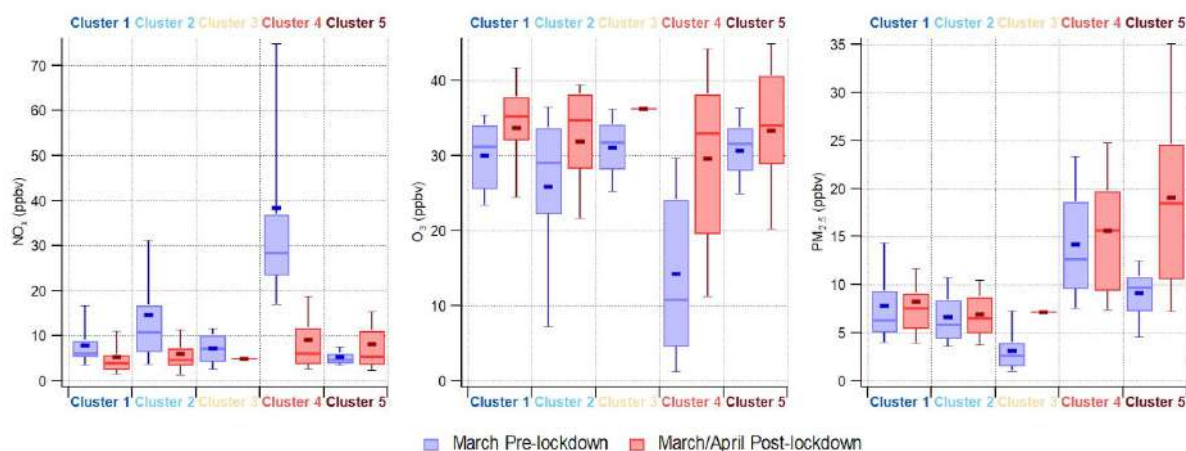 Cluster 1 Cluster 2 Cluster 3 Cluster 4 Cluster 5
NOx (ppbv)
70
60
50
40
30
20
10
0
Cluster 1 Cluster 2 Cluster 3 Cluster 4 Cluster 5
Cluster 1 Cluster 2 Cluster 3 Cluster 4 Cluster 5
O3 (ppbv)
40
30
20
10
0
Cluster 1 Cluster 2 Cluster 3 Cluster 4 Cluster 5
Cluster 1 Cluster 2 Cluster 3 Cluster 4 Cluster 5
PM2.5 (ppbv)
35
30
25
20
15
10
5
0
Cluster 1 Cluster 2 Cluster 3 Cluster 4 Cluster 5
March Pre-lockdown March/April Post-lockdown